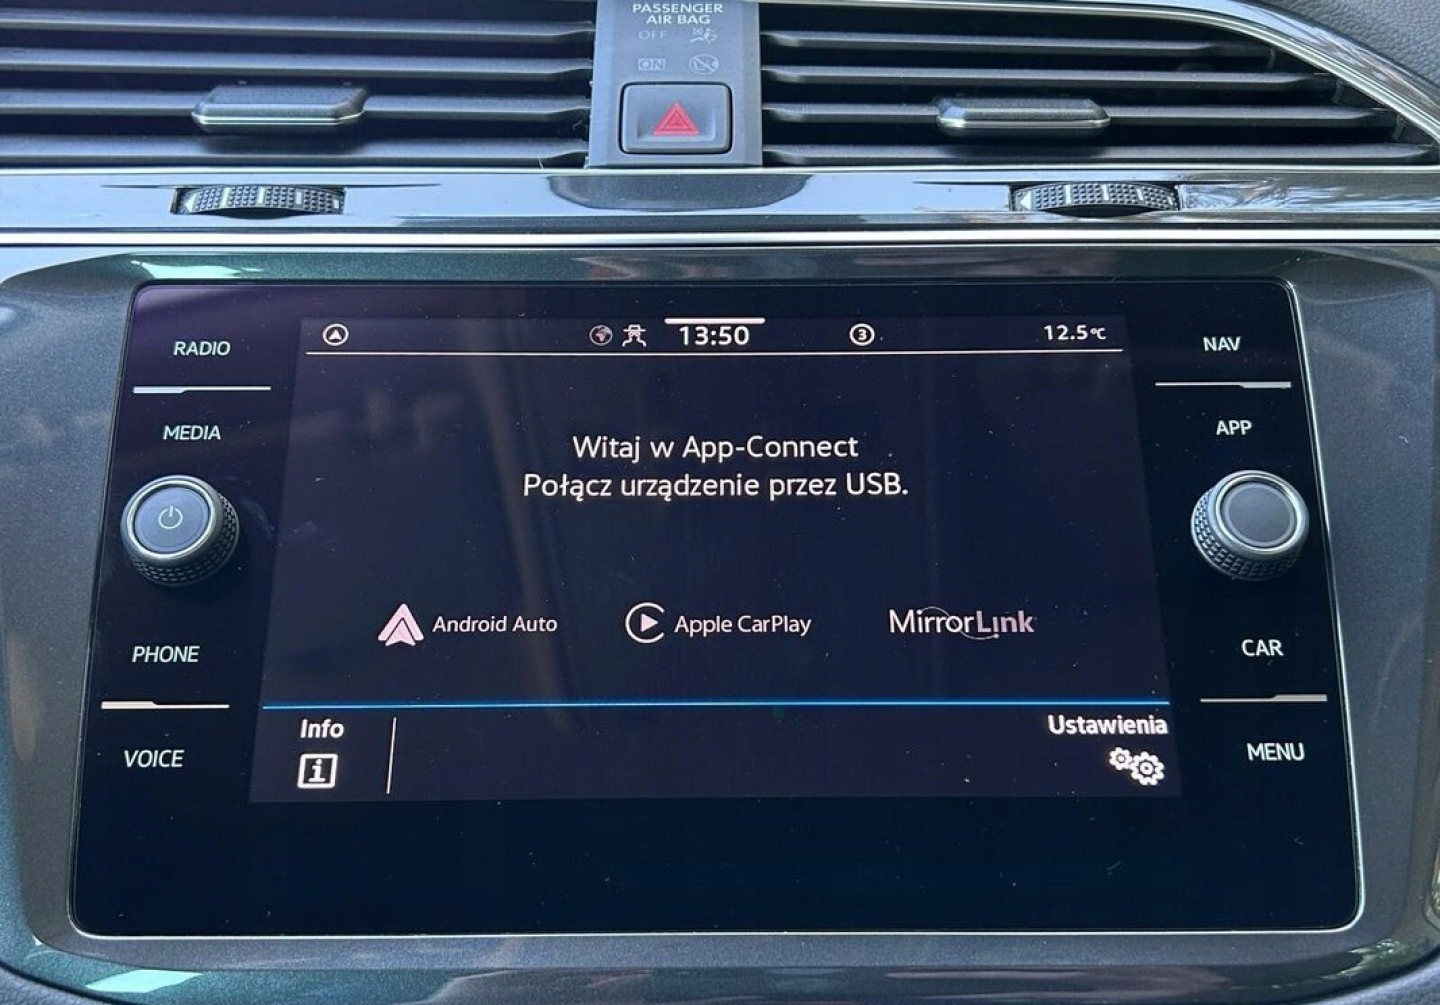 PASSENGER
AIR BAG
OFF
ON
RADIO
MEDIA
PHONE
VOICE
13:50
3
12.5°C
Witaj w App-Connect
Połącz urządzenie przez USB.
Android Auto
Apple CarPlay
MirrorLink
Info
i
Ustawienia
NAV
APP
CAR
MENU